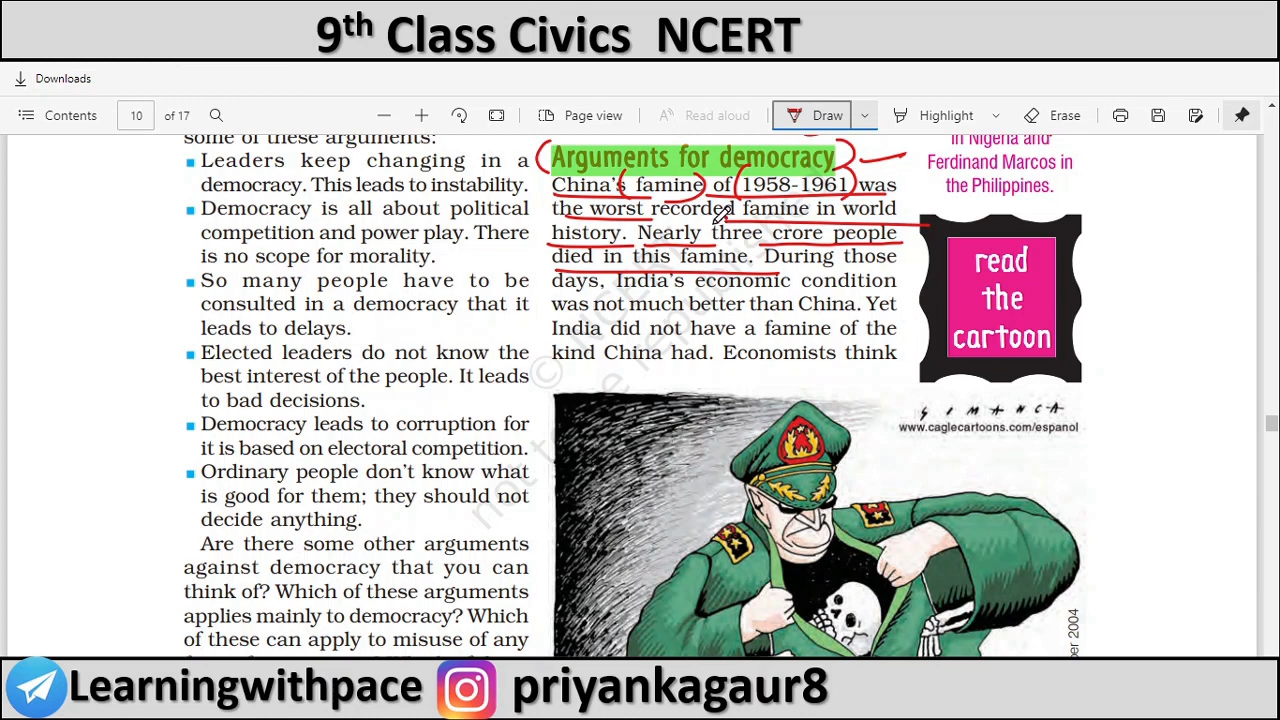 9th Class Civics NCERT
Downloads
Contents
10
of 17
Page view
Read aloud
Draw
Highlight
Erase
some of these arguments:
Leaders keep changing in a
democracy. This leads to instability.
Democracy is all about political
competition and power play. There
is no scope for morality.
So many people have to be
consulted in a democracy that it
leads to delays.
Elected leaders do not know the
best interest of the people. It leads
to bad decisions.
Democracy leads to corruption for
it is based on electoral competition.
Ordinary people don't know what
is good for them; they should not
decide anything.
Are there some other arguments
against democracy that you can
think of? Which of these arguments
applies mainly to democracy? Which
of these can apply to misuse of any
Arguments for democracy
China's famine of 1958-1961 was
the worst recorded famine in world
history. Nearly three crore people
died in this famine. During those
days, India's economic condition
was not much better than China. Yet
India did not have a famine of the
kind China had. Economists think
in Nigeria and
Ferdinand Marcos in
the Philippines.
read
the
cartoon
SIMANCA
www.caglecartoons.com/espanol
2004
© NCERT
not to be republished
Learningwithpace
priyankagaur8